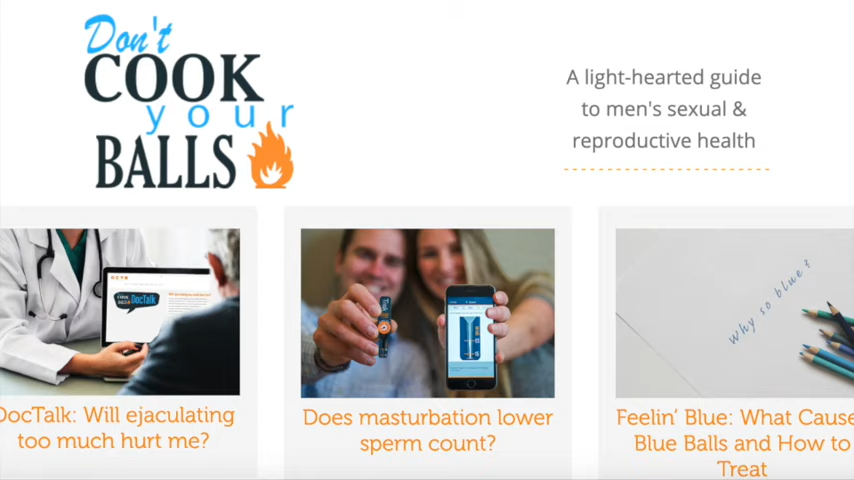 Don't
COOK
your
BALLS
A light-hearted guide
to men's sexual &
reproductive health
COOK
BALLS DocTalk
why so blue?
DocTalk: Will ejaculating
too much hurt me?
Does masturbation lower
sperm count?
Feelin' Blue: What Cause
Blue Balls and How to
Treat